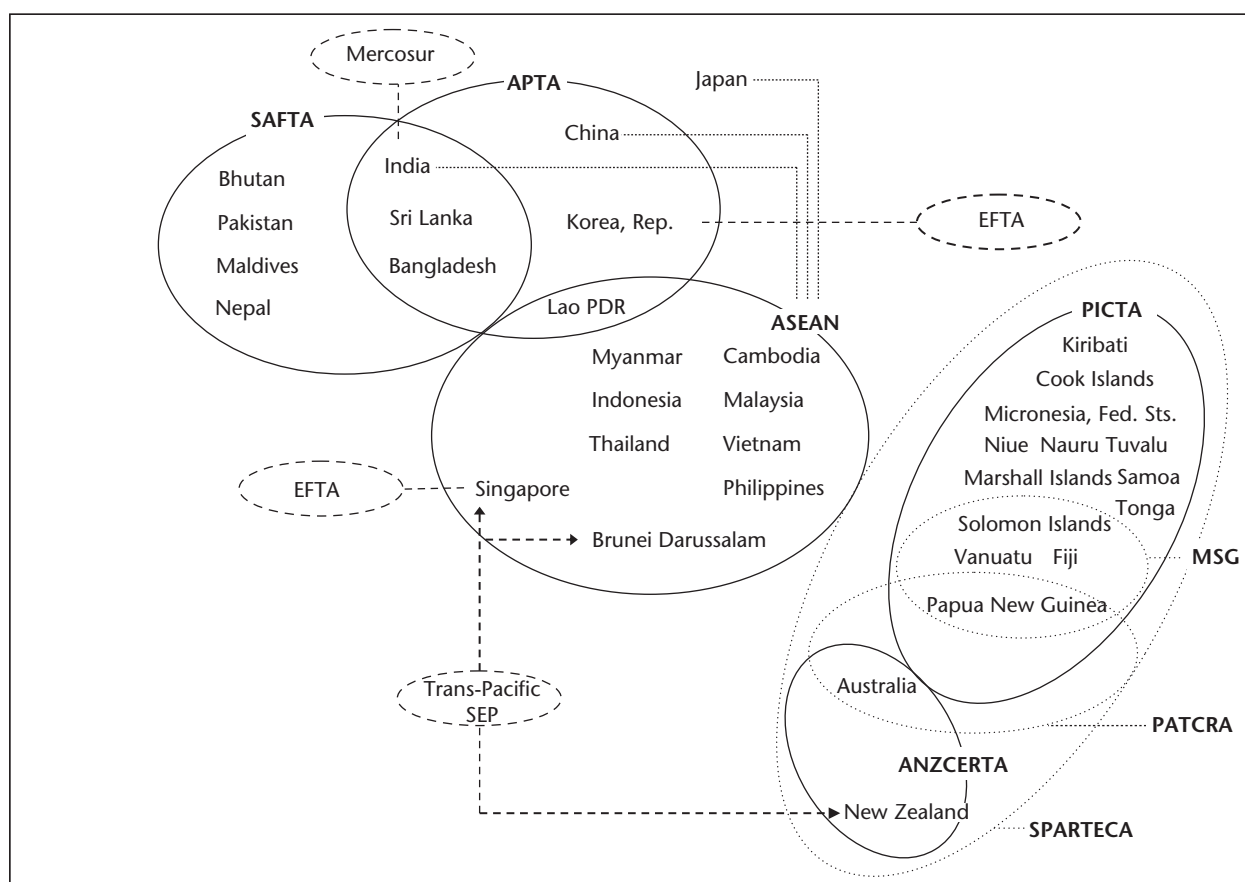 Mercosur
APTA
Japan
SAFTA
China
India
Bhutan
Sri Lanka
Korea, Rep.
EFTA
Pakistan
Maldives
Bangladesh
Nepal
Lao PDR
ASEAN
PICTA
Myanmar
Cambodia
Kiribati
Cook Islands
Indonesia
Malaysia
Micronesia, Fed. Sts.
Thailand
Vietnam
Niue Nauru Tuvalu
EFTA
Singapore
Philippines
Marshall Islands Samoa
Tonga
Solomon Islands
Brunei Darussalam
Vanuatu Fiji
MSG
Papua New Guinea
Trans-Pacific
SEP
Australia
PATCRA
ANZCERTA
New Zealand
SPARTECA